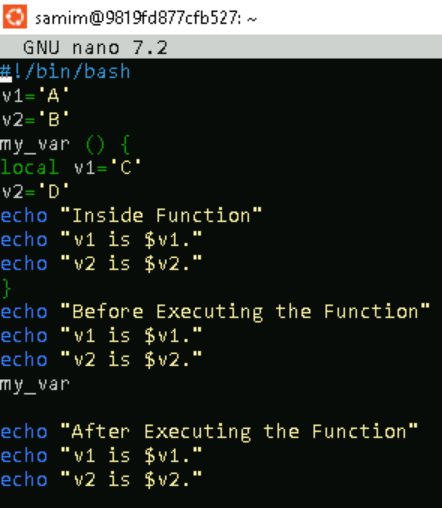 samim@9819fd877cfb527: ~
GNU nano 7.2
#!/bin/bash
v1='A'
v2='B'
my_var () {
local v1='C'
v2='D'
echo "Inside Function"
echo "v1 is $v1."
echo "v2 is $v2."
}
echo "Before Executing the Function"
echo "v1 is $v1."
echo "v2 is $v2."
my_var
echo "After Executing the Function"
echo "v1 is $v1."
echo "v2 is $v2."